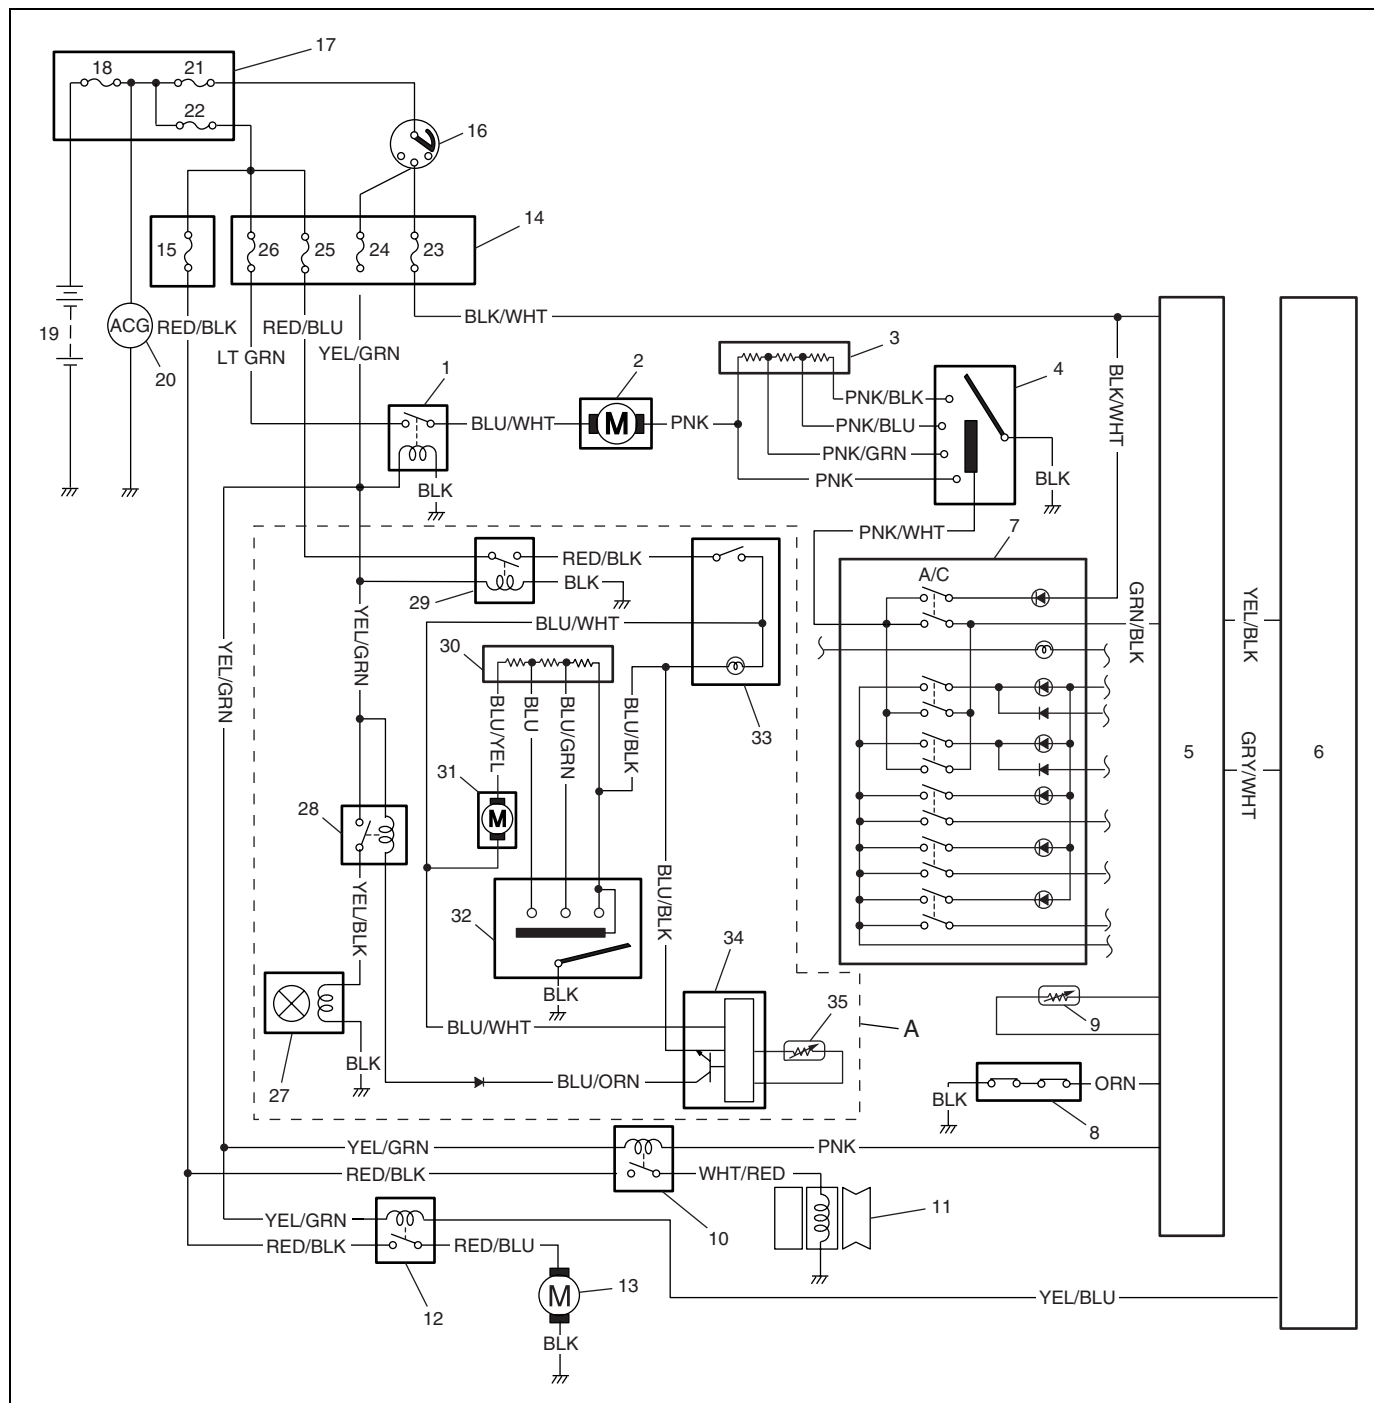 17
18
21
22
16
14
15
26
25
24
23
19
ACG
20
RED/BLK
RED/BLU
LT GRN
YEL/GRN
BLK/WHT
1
2
3
4
BLU/WHT
M
PNK
PNK/BLK
PNK/BLU
PNK/GRN
PNK
BLK
BLK
BLK/WHT
PNK/WHT
7
A/C
RED/BLK
BLK
29
BLU/WHT
30
YEL/GRN
YEL/GRN
BLU/YEL
BLU
BLU/GRN
BLU/BLK
33
GRN/BLK
YEL/BLK
GRY/WHT
5
6
31
M
28
YEL/BLK
32
BLU/BLK
BLK
34
35
A
BLU/WHT
27
BLK
BLU/ORN
9
ORN
BLK
8
YEL/GRN
PNK
RED/BLK
WHT/RED
10
11
YEL/GRN
RED/BLK
RED/BLU
12
M
13
BLK
YEL/BLU